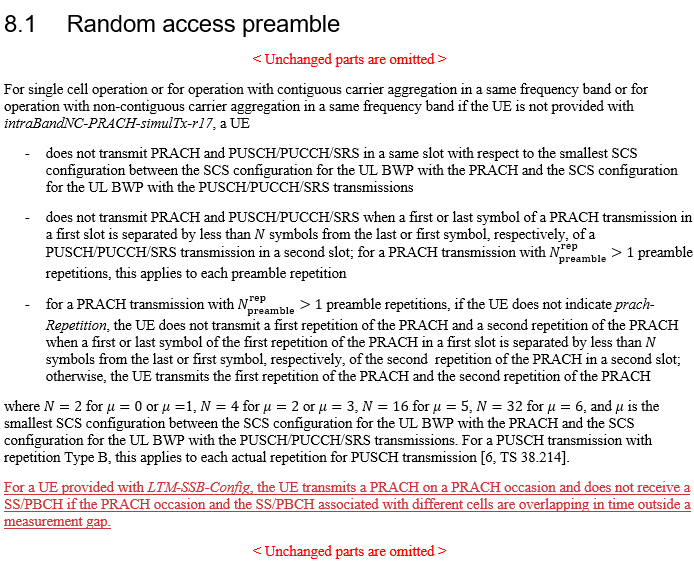 8.1 Random access preamble
< Unchanged parts are omitted >
For single cell operation or for operation with contiguous carrier aggregation in a same frequency band or for
operation with non-contiguous carrier aggregation in a same frequency band if the UE is not provided with
intraBandNC-PRACH-simulTx-r17, a UE
- does not transmit PRACH and PUSCH/PUCCH/SRS in a same slot with respect to the smallest SCS
configuration between the SCS configuration for the UL BWP with the PRACH and the SCS configuration
for the UL BWP with the PUSCH/PUCCH/SRS transmissions
- does not transmit PRACH and PUSCH/PUCCH/SRS when a first or last symbol of a PRACH transmission in
a first slot is separated by less than N symbols from the last or first symbol, respectively, of a
PUSCH/PUCCH/SRS transmission in a second slot; for a PRACH transmission with N_preamble^rep > 1 preamble
repetitions, this applies to each preamble repetition
- for a PRACH transmission with N_preamble^rep > 1 preamble repetitions, if the UE does not indicate prach-
Repetition, the UE does not transmit a first repetition of the PRACH and a second repetition of the PRACH
when a first or last symbol of the first repetition of the PRACH in a first slot is separated by less than N
symbols from the last or first symbol, respectively, of the second repetition of the PRACH in a second slot;
otherwise, the UE transmits the first repetition of the PRACH and the second repetition of the PRACH
where N = 2 for μ = 0 or μ =1, N = 4 for μ = 2 or μ = 3, N = 16 for μ = 5, N = 32 for μ = 6, and μ is the
smallest SCS configuration between the SCS configuration for the UL BWP with the PRACH and the SCS
configuration for the UL BWP with the PUSCH/PUCCH/SRS transmissions. For a PUSCH transmission with
repetition Type B, this applies to each actual repetition for PUSCH transmission [6, TS 38.214].
For a UE provided with LTM-SSB-Config, the UE transmits a PRACH on a PRACH occasion and does not receive a
SS/PBCH if the PRACH occasion and the SS/PBCH associated with different cells are overlapping in time outside a
measurement gap.
< Unchanged parts are omitted >